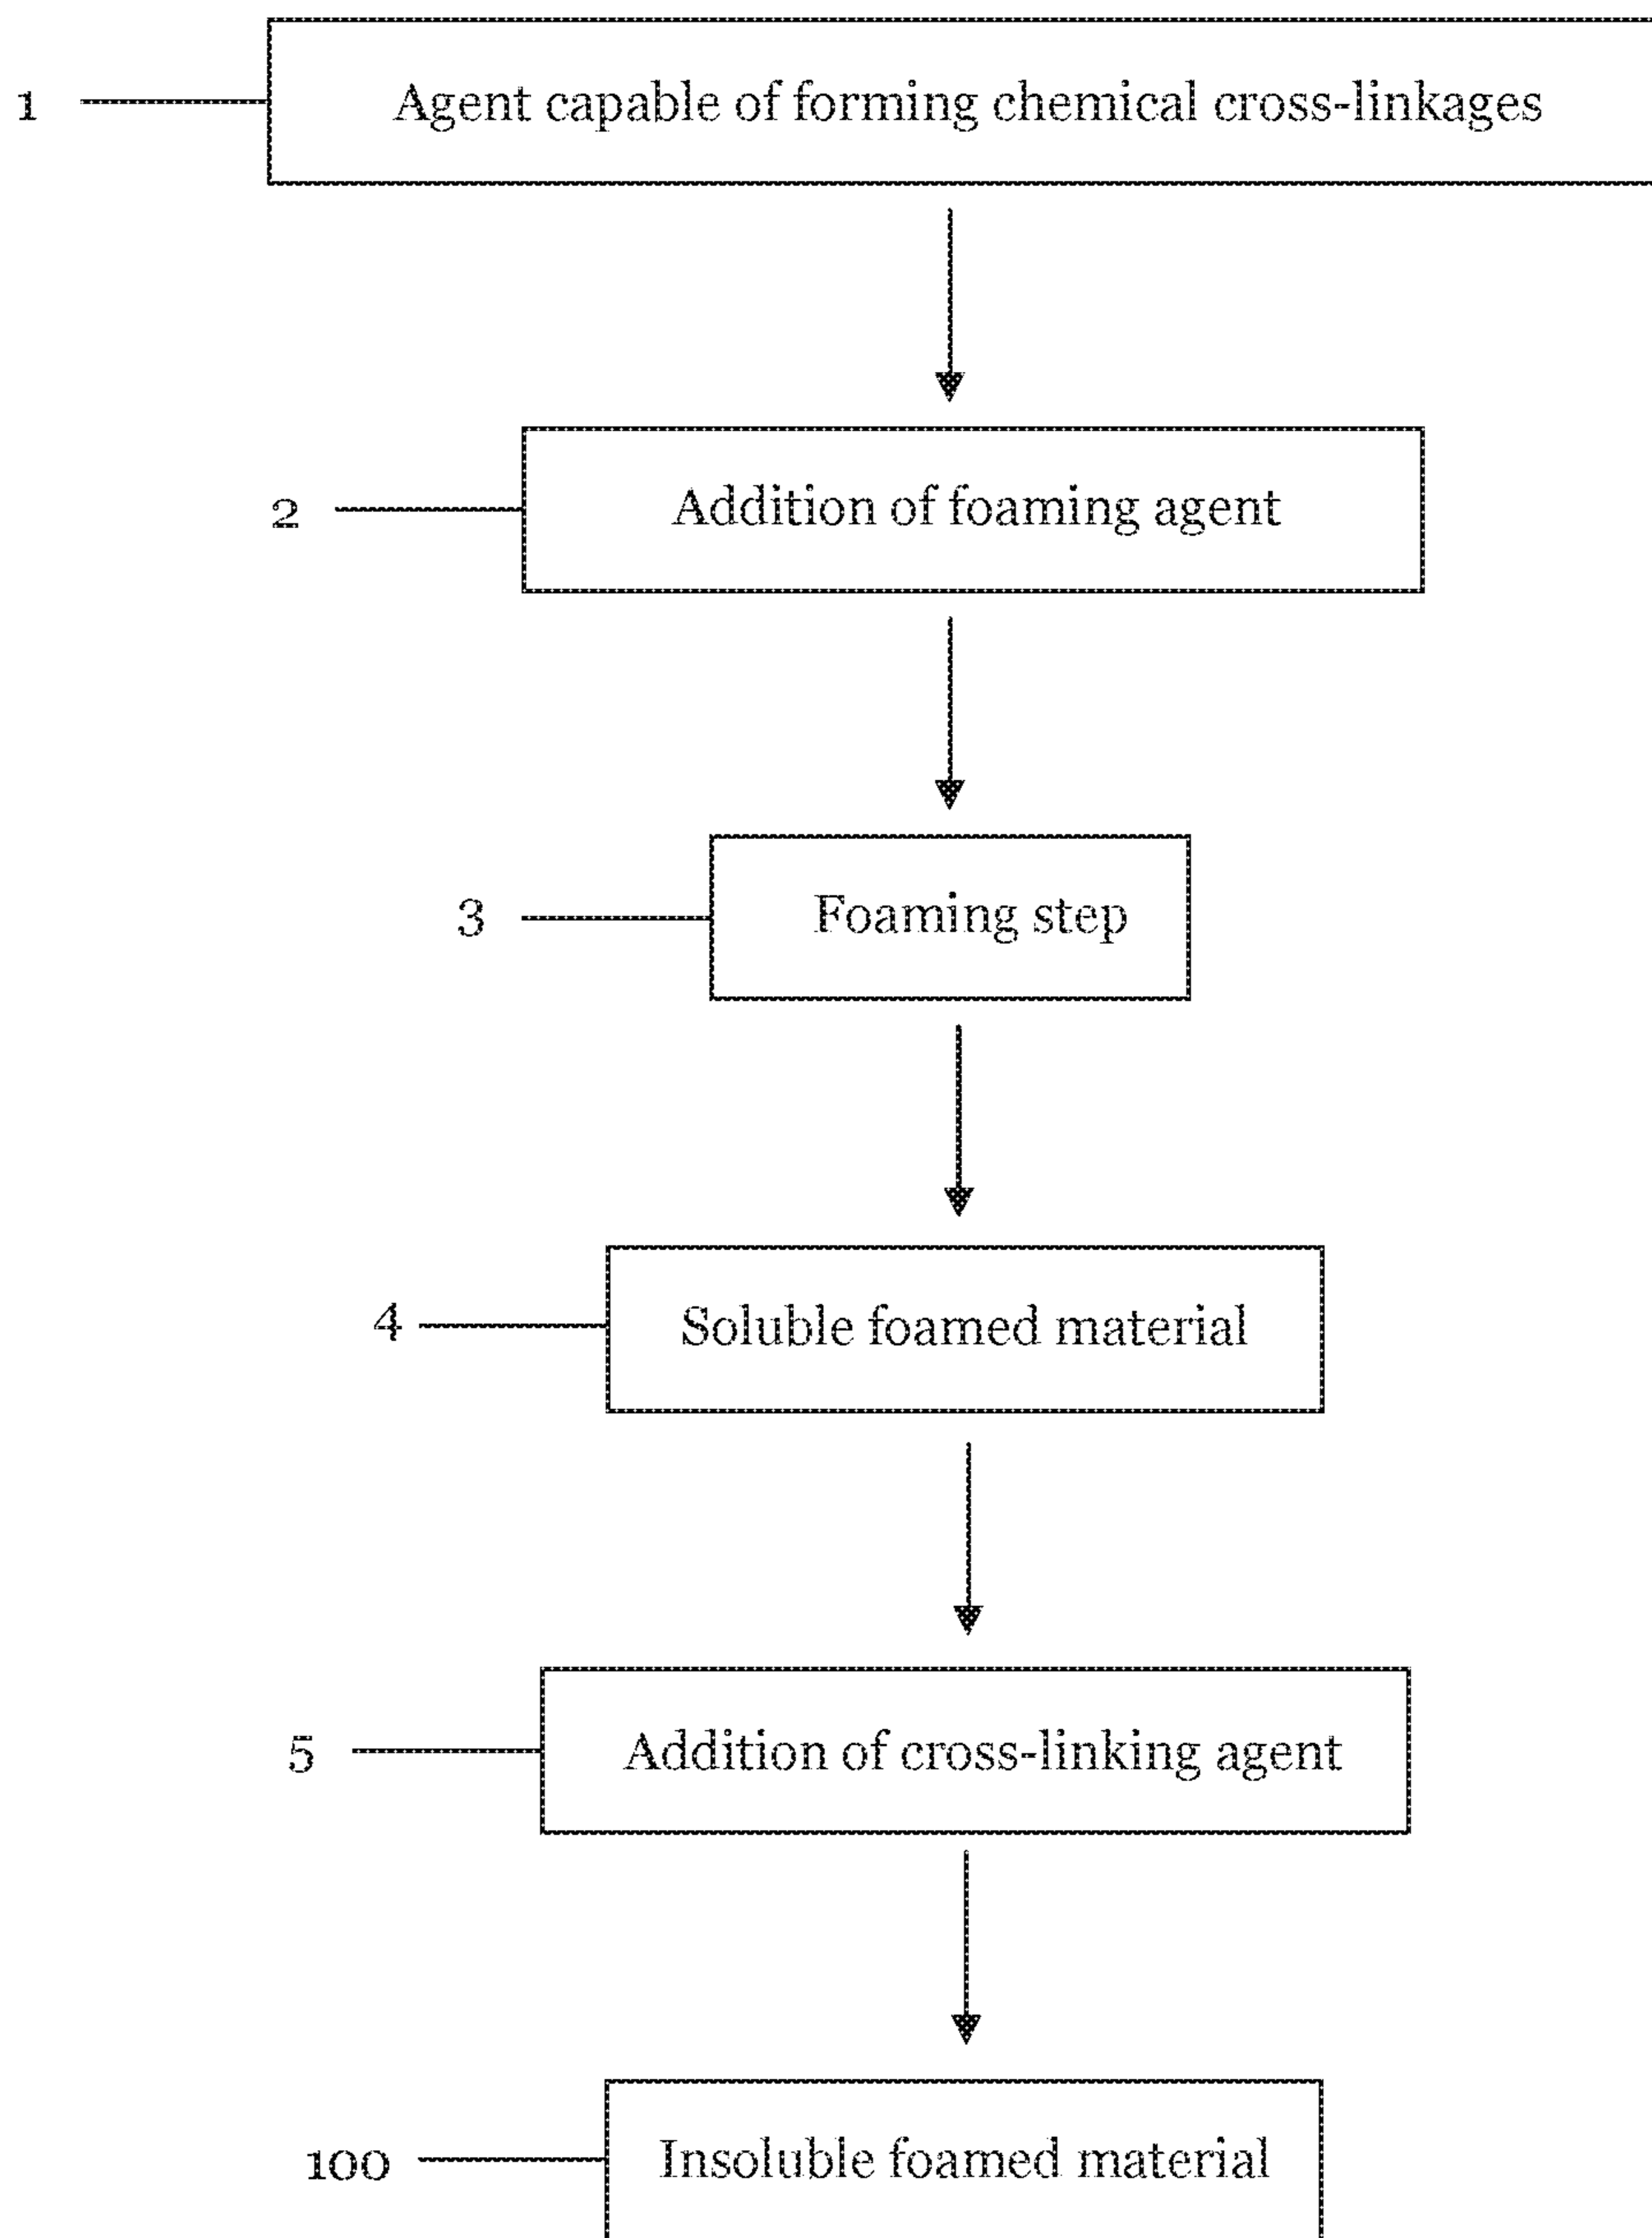 1 Agent capable of forming chemical cross-linkages
2 Addition of foaming agent
3 Foaming step
4 Soluble foamed material
5 Addition of cross-linking agent
100 Insoluble foamed material